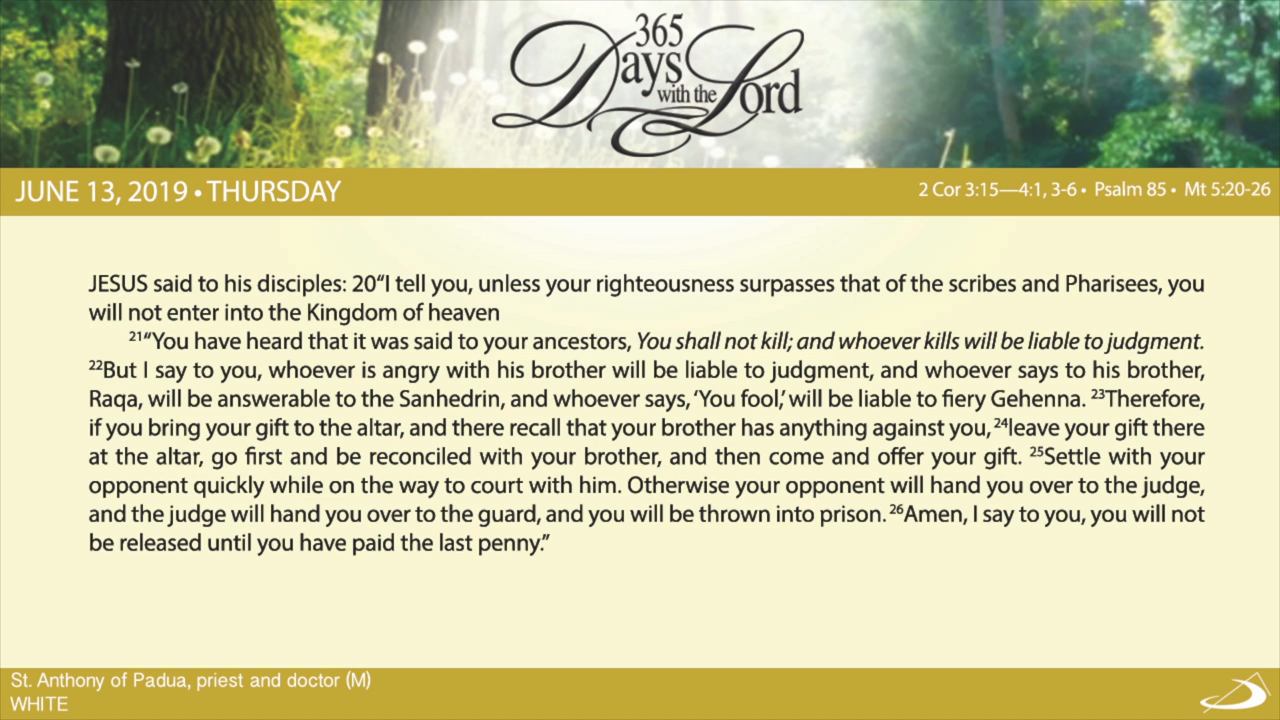 365
Days
with the
Lord
JUNE 13, 2019 • THURSDAY
2 Cor 3:15—4:1, 3-6 • Psalm 85 • Mt 5:20-26
JESUS said to his disciples: 20“I tell you, unless your righteousness surpasses that of the scribes and Pharisees, you
will not enter into the Kingdom of heaven
21“You have heard that it was said to your ancestors, You shall not kill; and whoever kills will be liable to judgment.
22But I say to you, whoever is angry with his brother will be liable to judgment, and whoever says to his brother,
Raqa, will be answerable to the Sanhedrin, and whoever says, ‘You fool,’ will be liable to fiery Gehenna. 23Therefore,
if you bring your gift to the altar, and there recall that your brother has anything against you, 24leave your gift there
at the altar, go first and be reconciled with your brother, and then come and offer your gift. 25Settle with your
opponent quickly while on the way to court with him. Otherwise your opponent will hand you over to the judge,
and the judge will hand you over to the guard, and you will be thrown into prison. 26Amen, I say to you, you will not
be released until you have paid the last penny.”
St. Anthony of Padua, priest and doctor (M)
WHITE